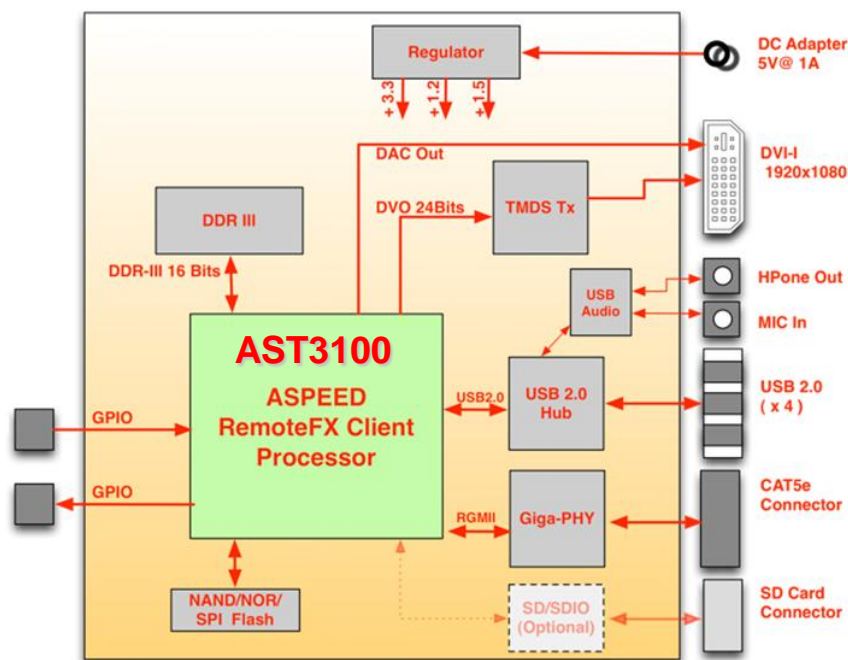 Regulator
DC Adapter
5V@ 1A
+ 3.3
+ 1.2
+ 1.5
DAC Out
DVI-I
1920x1080
DDR III
DVO 24Bits
TMDS Tx
DDR-III 16 Bits
USB
Audio
HPone Out
MIC In
AST3100
ASPEED
RemoteFX Client
Processor
USB2.0
USB 2.0
Hub
USB 2.0
( x 4 )
GPIO
GPIO
RGMII
Giga-PHY
CAT5e
Connector
NAND/NOR/
SPI Flash
SD/SDIO
(Optional)
SD Card
Connector